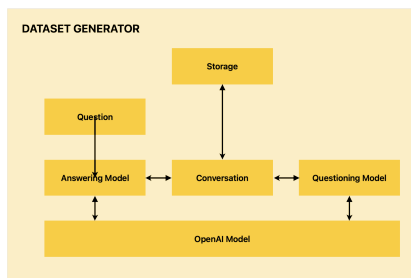 DATASET GENERATOR
Storage
Question
Answering Model
Conversation
Questioning Model
OpenAI Model